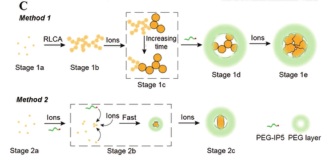 C
Method 1
RLCA
Ions
Increasing
time
Ions
Stage 1a
Stage 1b
Stage 1c
Stage 1d
Stage 1e
Method 2
Ions
Fast
Ions
Stage 2a
Stage 2b
Stage 2c
PEG-IP5 PEG layer